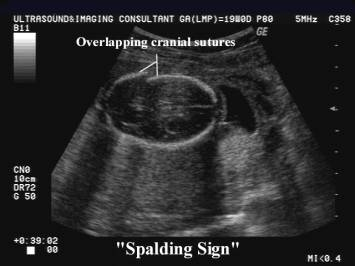 ULTRASOUND&IMAGING CONSULTANT GA(LMP)=19W0D P80 5MHz C358
B11
GE
Overlapping cranial sutures
CN0
10cm
DR72
G 50
+0:39:02
00
"Spalding Sign"
MI<0.4